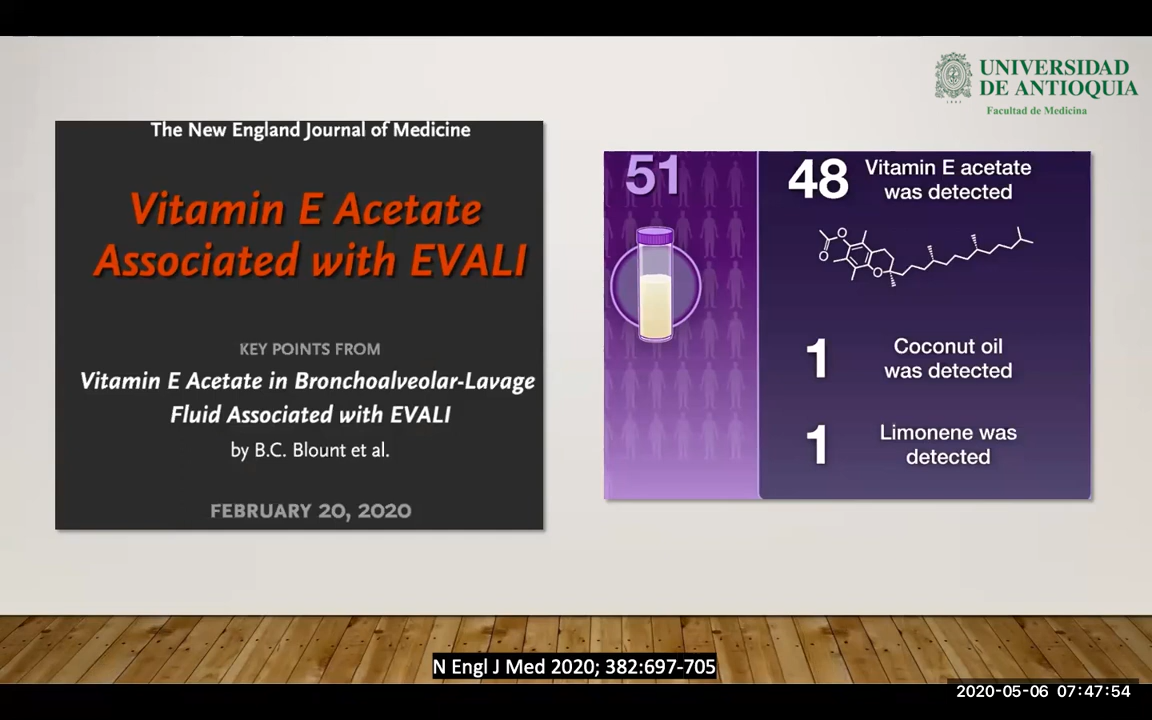 UNIVERSIDAD
DE ANTIOQUIA
1803
Facultad de Medicina
The New England Journal of Medicine
Vitamin E Acetate
Associated with EVALI
KEY POINTS FROM
Vitamin E Acetate in Bronchoalveolar-Lavage
Fluid Associated with EVALI
by B.C. Blount et al.
FEBRUARY 20, 2020
51
48 Vitamin E acetate
was detected
O
O
O
1 Coconut oil
was detected
1 Limonene was
detected
N Engl J Med 2020; 382:697-705
2020-05-06 07:47:54